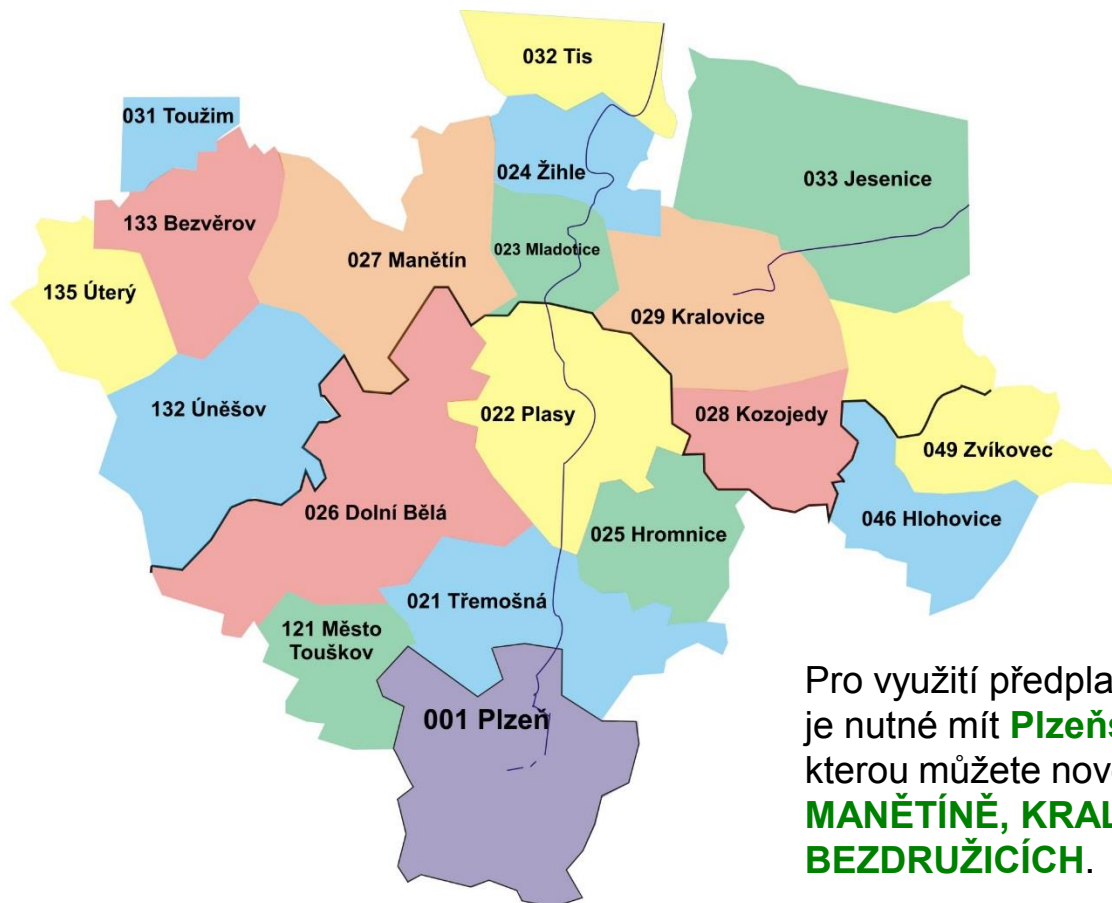 032 Tis
031 Toužim
024 Žihle
033 Jesenice
133 Bezvěrov
023 Mladotice
027 Manětín
135 Úterý
029 Kralovice
132 Úněšov
022 Plasy
028 Kozojedy
049 Zvíkovec
026 Dolní Bělá
046 Hlohovice
025 Hromnice
021 Třemošná
121 Město
Touškov
001 Plzeň
Pro využití předpla
je nutné mít Plzeňs
kterou můžete nov
MANĚTÍNĚ, KRAL
BEZDRUŽICÍCH.